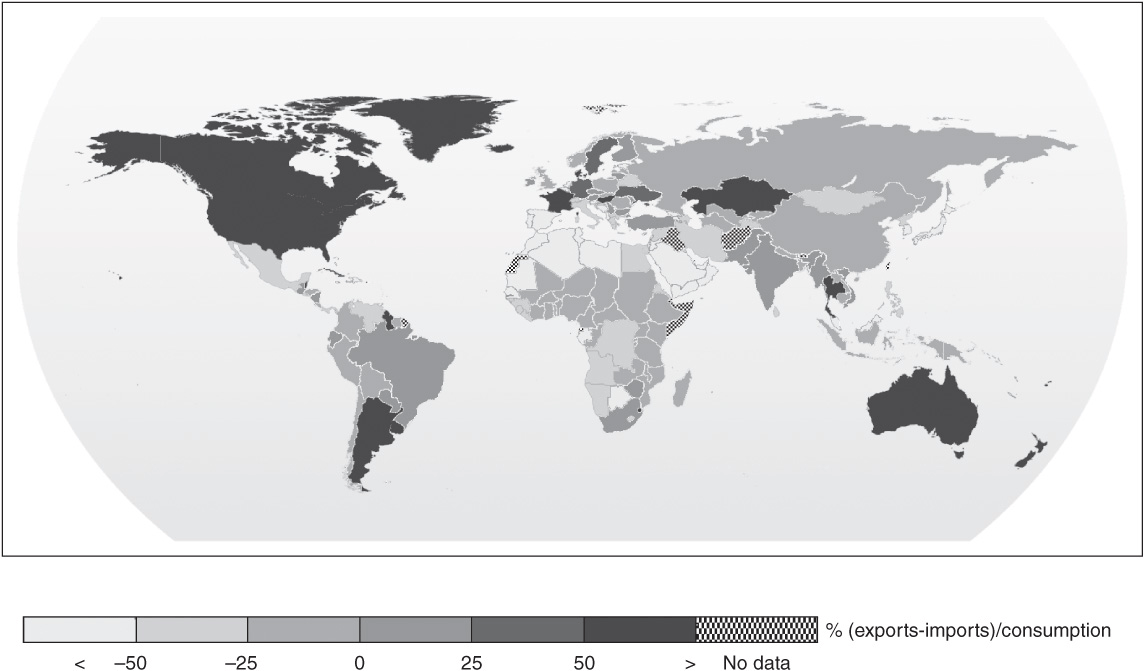 % (exports-imports)/consumption
< –50 –25 0 25 50 > No data